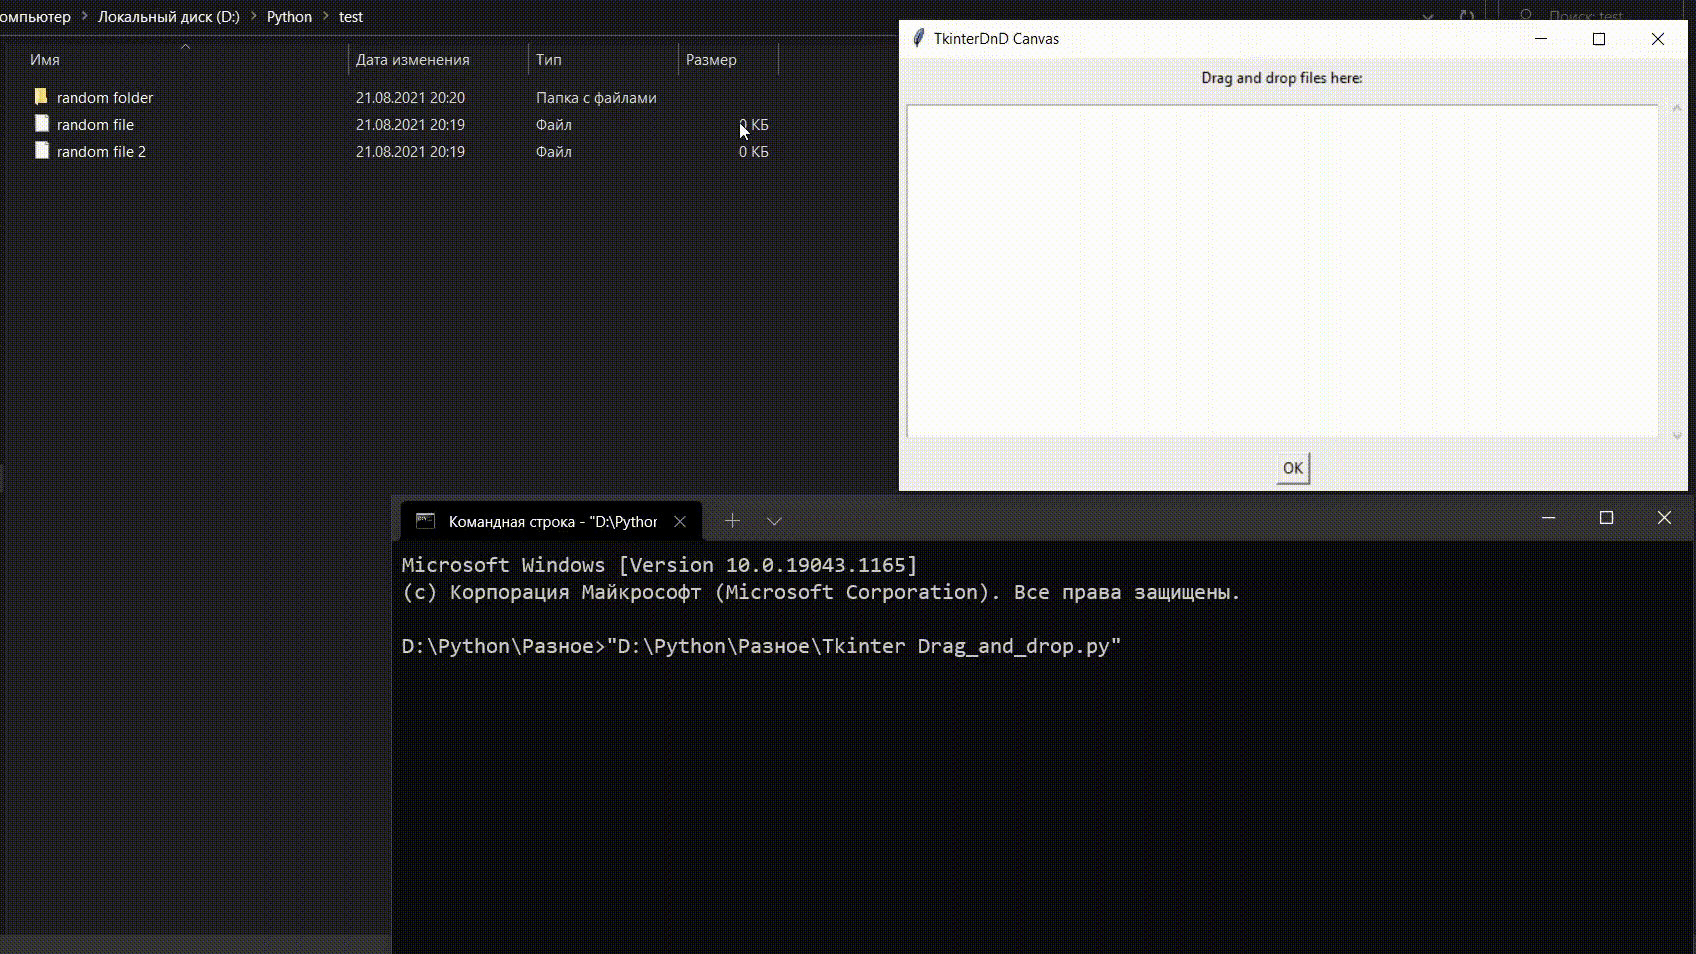 омпьютер > Локальный диск (D:) > Python > test
Поиск: test
Имя Дата изменения Тип Размер
random folder 21.08.2021 20:20 Папка с файлами
random file 21.08.2021 20:19 Файл 0 КБ
random file 2 21.08.2021 20:19 Файл 0 КБ
TkinterDnD Canvas
Drag and drop files here:
OK
Командная строка - "D:\Python
Microsoft Windows [Version 10.0.19043.1165]
(c) Корпорация Майкрософт (Microsoft Corporation). Все права защищены.
D:\Python\Разное>"D:\Python\Разное\Tkinter Drag_and_drop.py"